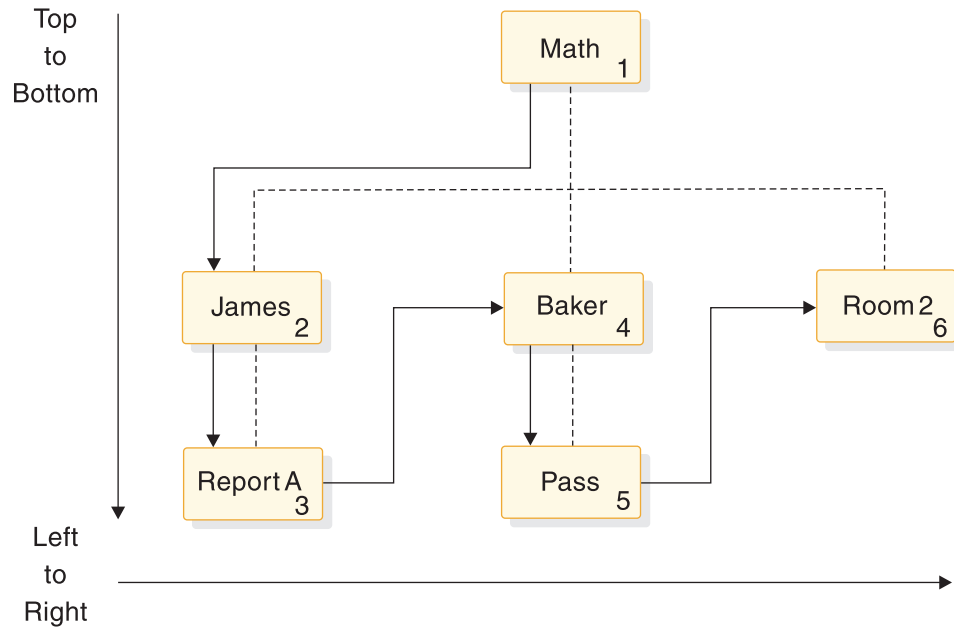 Top
to
Bottom
Math
1
James
2
Baker
4
Room 2
6
Report A
3
Pass
5
Left
to
Right